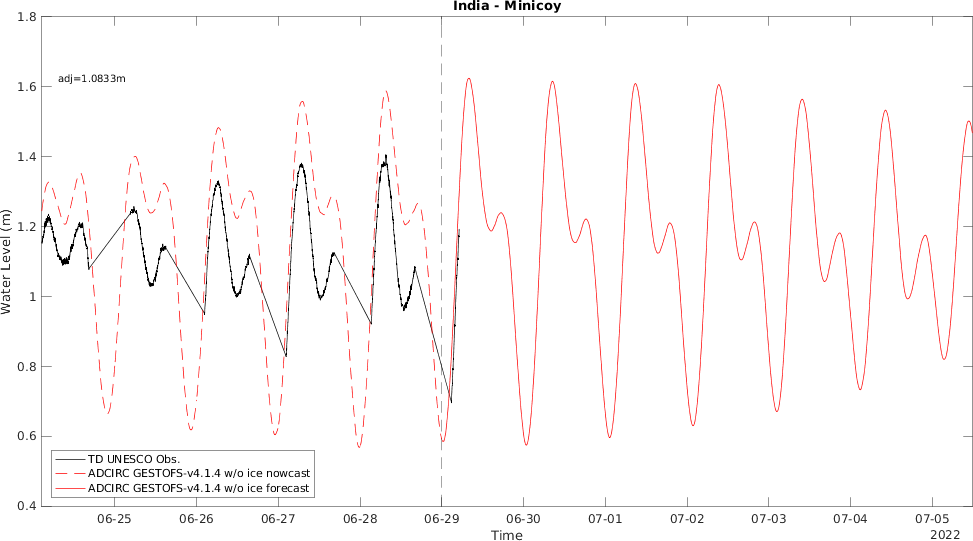 India - Minicoy
1.8
1.6
1.4
1.2
1
0.8
0.6
0.4
Water Level (m)
adj=1.0833m
TD UNESCO Obs.
ADCIRC GESTOFS-v4.1.4 w/o ice nowcast
ADCIRC GESTOFS-v4.1.4 w/o ice forecast
06-25 06-26 06-27 06-28 06-29 06-30 07-01 07-02 07-03 07-04 07-05
Time
2022